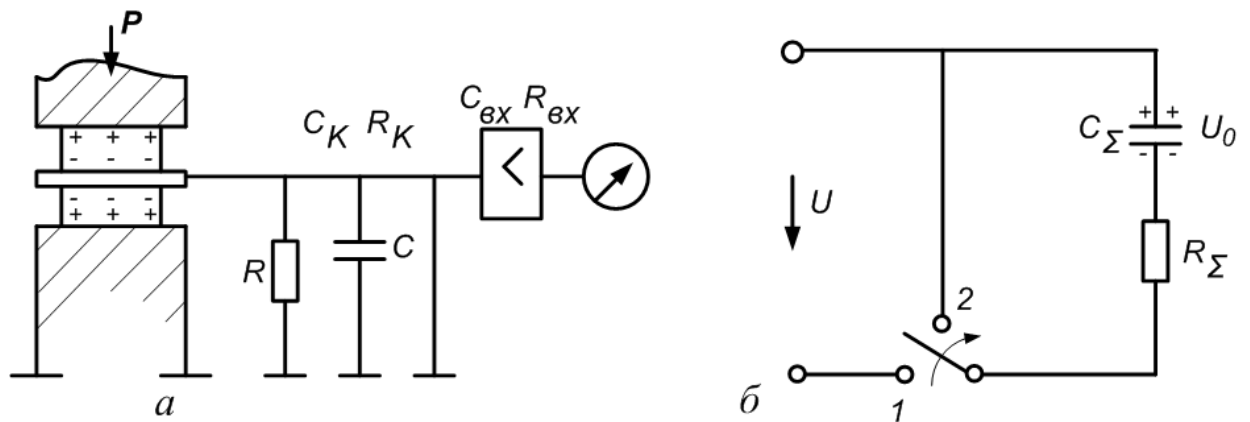 P
+ + +
- - -
- - -
+ + +
C_K R_K
C_вх R_вх
R
C
а
U
C_Σ
+ +
- -
U_0
R_Σ
2
1
б